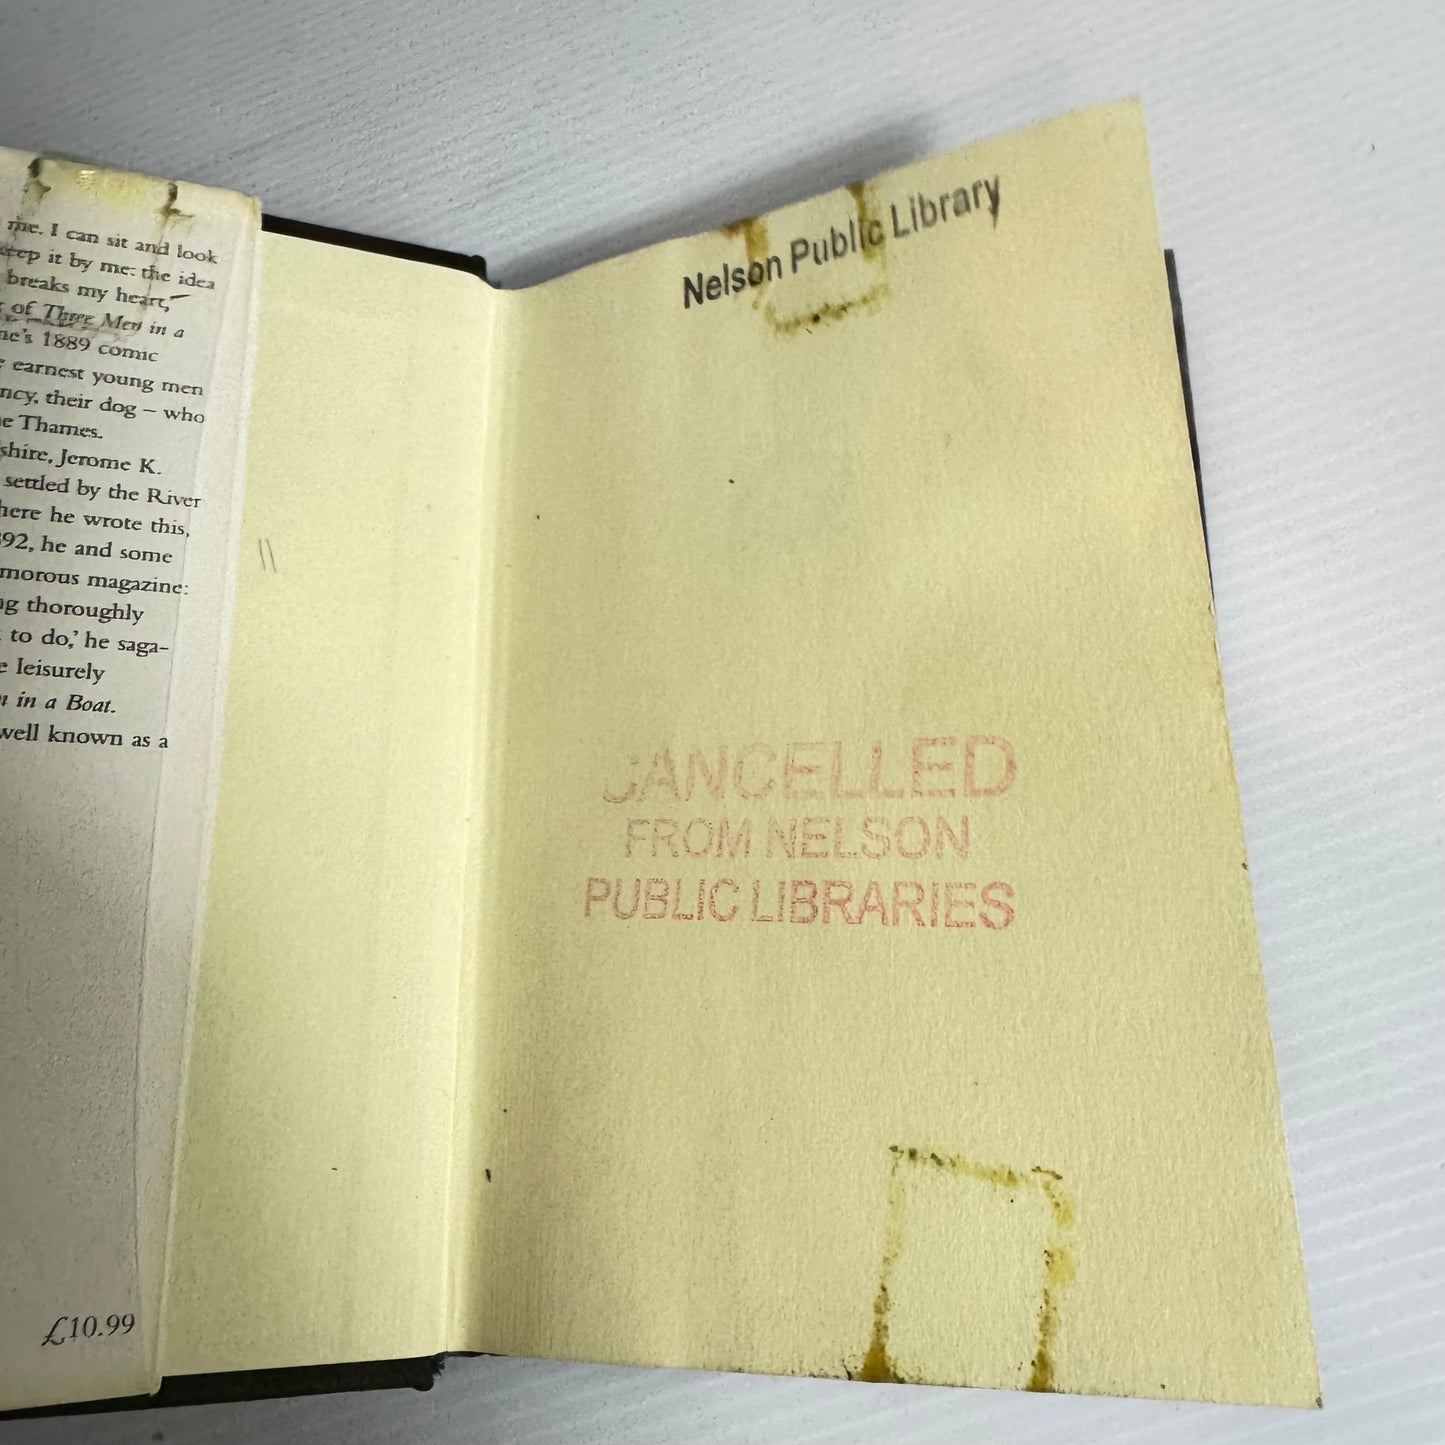 me. I can sit and look
keep it by me: the idea
breaks my heart,'
of Three Men in a
ne's 1889 comic
earnest young men
ncy, their dog – who
e Thames.
shire, Jerome K.
settled by the River
here he wrote this,
92, he and some
morous magazine:
ng thoroughly
to do,' he saga-
e leisurely
in a Boat.
well known as a
£10.99
Nelson Public Library
CANCELLED
FROM NELSON
PUBLIC LIBRARIES